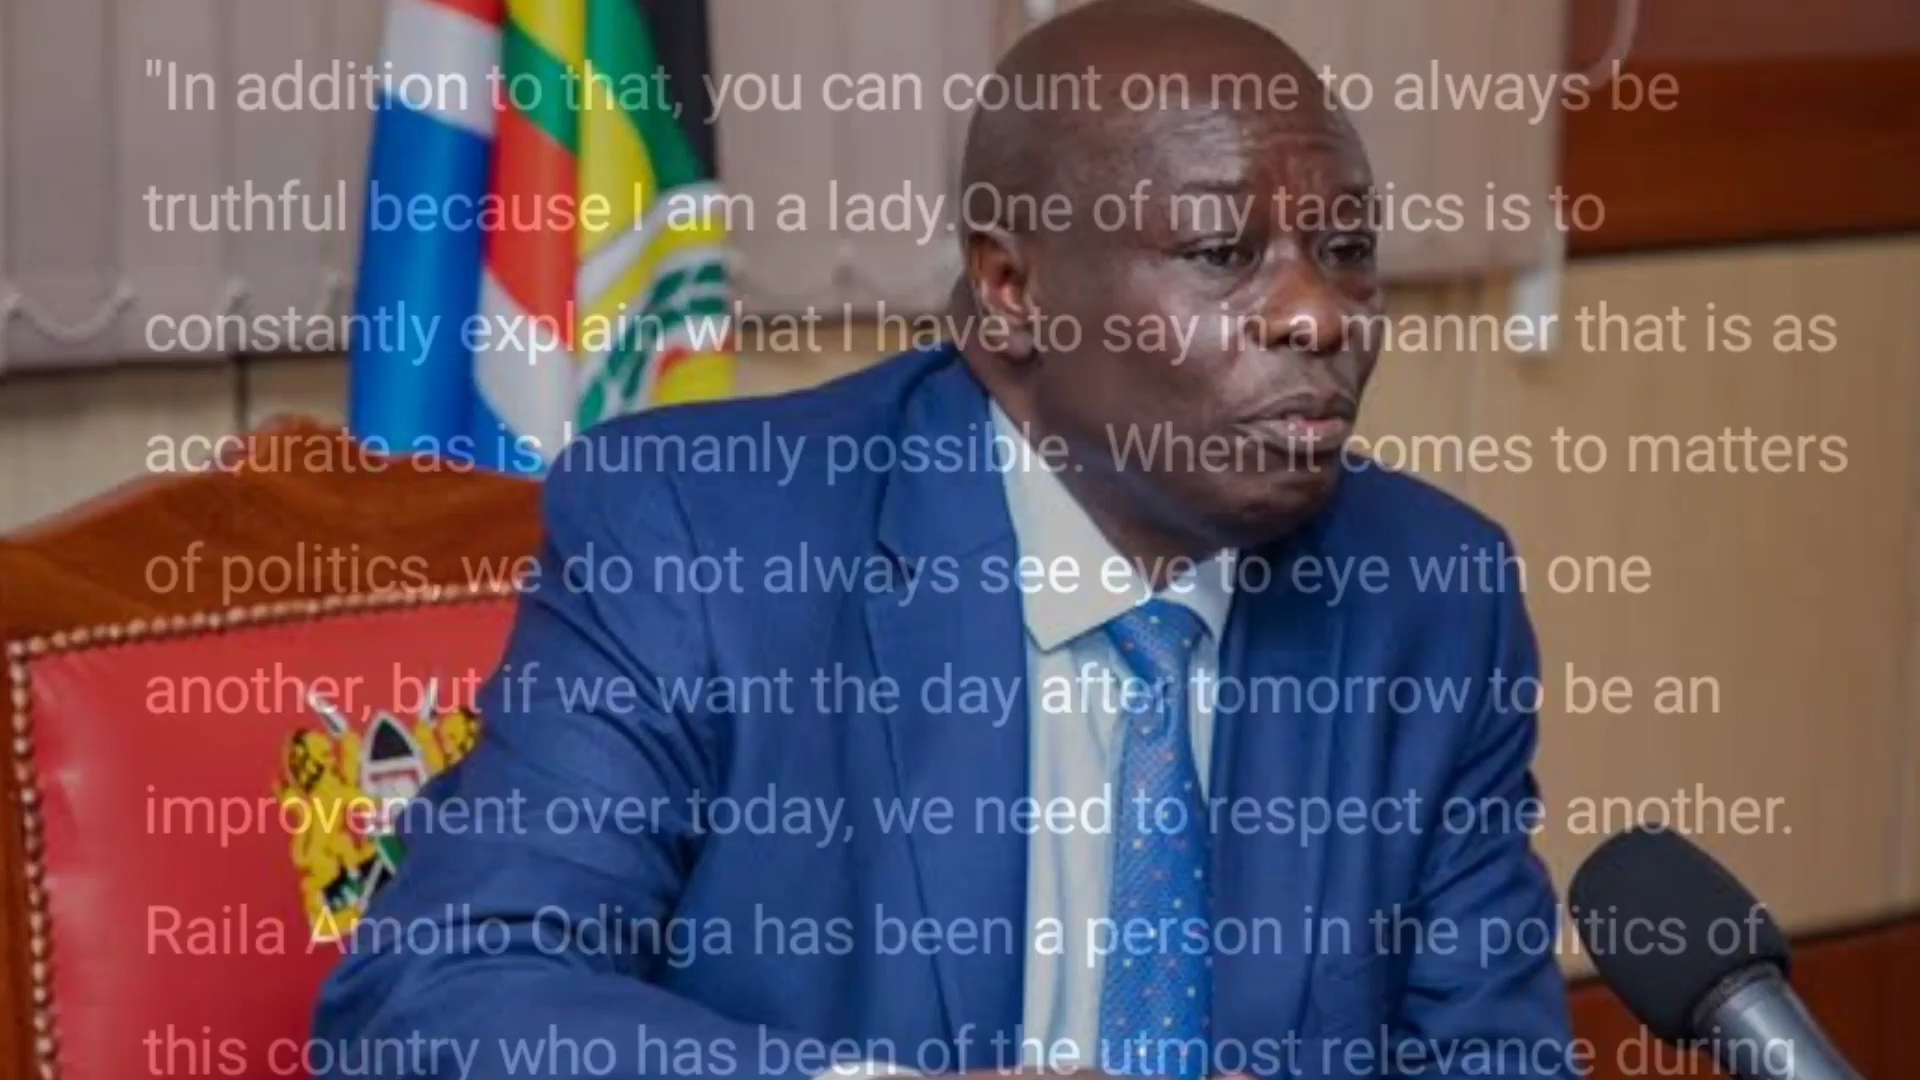 "In addition to that, you can count on me to always be
truthful because I am a lady.One of my tactics is to
constantly explain what I have to say in a manner that is as
accurate as is humanly possible. When it comes to matters
of politics, we do not always see eye to eye with one
another, but if we want the day after tomorrow to be an
improvement over today, we need to respect one another.
Raila Amollo Odinga has been a person in the politics of
this country who has been of the utmost relevance during